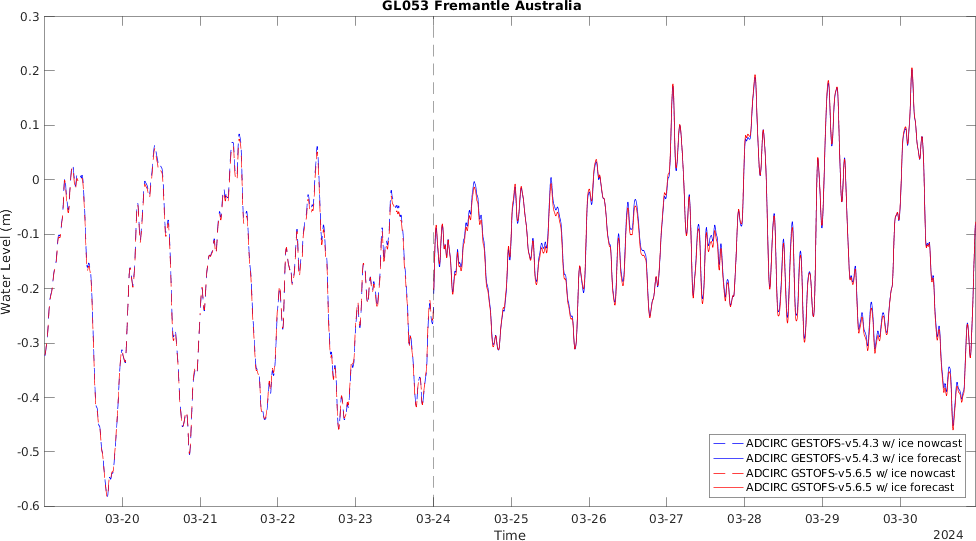 GL053 Fremantle Australia
0.3
0.2
0.1
0
-0.1
-0.2
-0.3
-0.4
-0.5
-0.6
Water Level (m)
ADCIRC GESTOFS-v5.4.3 w/ ice nowcast
ADCIRC GESTOFS-v5.4.3 w/ ice forecast
ADCIRC GSTOFS-v5.6.5 w/ ice nowcast
ADCIRC GSTOFS-v5.6.5 w/ ice forecast
03-20 03-21 03-22 03-23 03-24 03-25 03-26 03-27 03-28 03-29 03-30
Time
2024